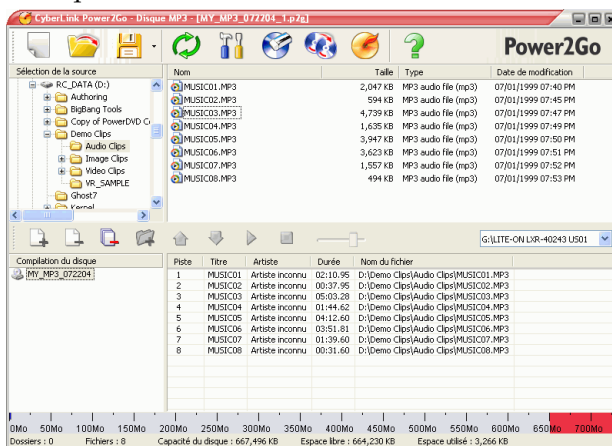 CyberLink Power2Go - Disque MP3 - [MY_MP3_072204_1.p2g]
Power2Go
Sélection de la source
RC_DATA (D:)
Authoring
BigBang Tools
Copy of PowerDVD
Demo Clips
Audio Clips
Image Clips
Video Clips
VR_SAMPLE
Ghost7
Kernel
Nom Taille Type Date de modification
MUSIC01.MP3 2,047 KB MP3 audio file (mp3) 07/01/1999 07:40 PM
MUSIC02.MP3 594 KB MP3 audio file (mp3) 07/01/1999 07:45 PM
MUSIC03.MP3 4,739 KB MP3 audio file (mp3) 07/01/1999 07:47 PM
MUSIC04.MP3 1,635 KB MP3 audio file (mp3) 07/01/1999 07:49 PM
MUSIC05.MP3 3,947 KB MP3 audio file (mp3) 07/01/1999 07:50 PM
MUSIC06.MP3 3,623 KB MP3 audio file (mp3) 07/01/1999 07:51 PM
MUSIC07.MP3 1,557 KB MP3 audio file (mp3) 07/01/1999 07:52 PM
MUSIC08.MP3 494 KB MP3 audio file (mp3) 07/01/1999 07:53 PM
G:\LITE-ON LXR-40243 US01
Compilation du disque
MY_MP3_072204
Piste Titre Artiste Durée Nom du fichier
1 MUSIC01 Artiste inconnu 02:10.95 D:\Demo Clips\Audio Clips\MUSIC01.MP3
2 MUSIC02 Artiste inconnu 00:37.95 D:\Demo Clips\Audio Clips\MUSIC02.MP3
3 MUSIC03 Artiste inconnu 05:03.28 D:\Demo Clips\Audio Clips\MUSIC03.MP3
4 MUSIC04 Artiste inconnu 01:44.62 D:\Demo Clips\Audio Clips\MUSIC04.MP3
5 MUSIC05 Artiste inconnu 04:12.60 D:\Demo Clips\Audio Clips\MUSIC05.MP3
6 MUSIC06 Artiste inconnu 03:51.81 D:\Demo Clips\Audio Clips\MUSIC06.MP3
7 MUSIC07 Artiste inconnu 01:39.60 D:\Demo Clips\Audio Clips\MUSIC07.MP3
8 MUSIC08 Artiste inconnu 00:31.60 D:\Demo Clips\Audio Clips\MUSIC08.MP3
0Mo 50Mo 100Mo 150Mo 200Mo 250Mo 300Mo 350Mo 400Mo 450Mo 500Mo 550Mo 600Mo 650Mo 700Mo
Dossiers : 0 Fichiers : 8 Capacité du disque : 667,496 KB Espace libre : 664,230 KB Espace utilisé : 3,266 KB